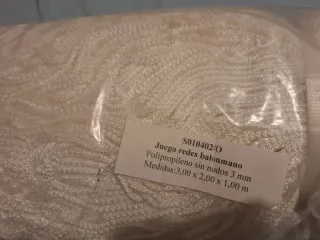 S010402/O
Juego redes balonmano
Polipropileno sin nudos 3 mm
Medidas:3,00 x 2,00 x 1,00 m